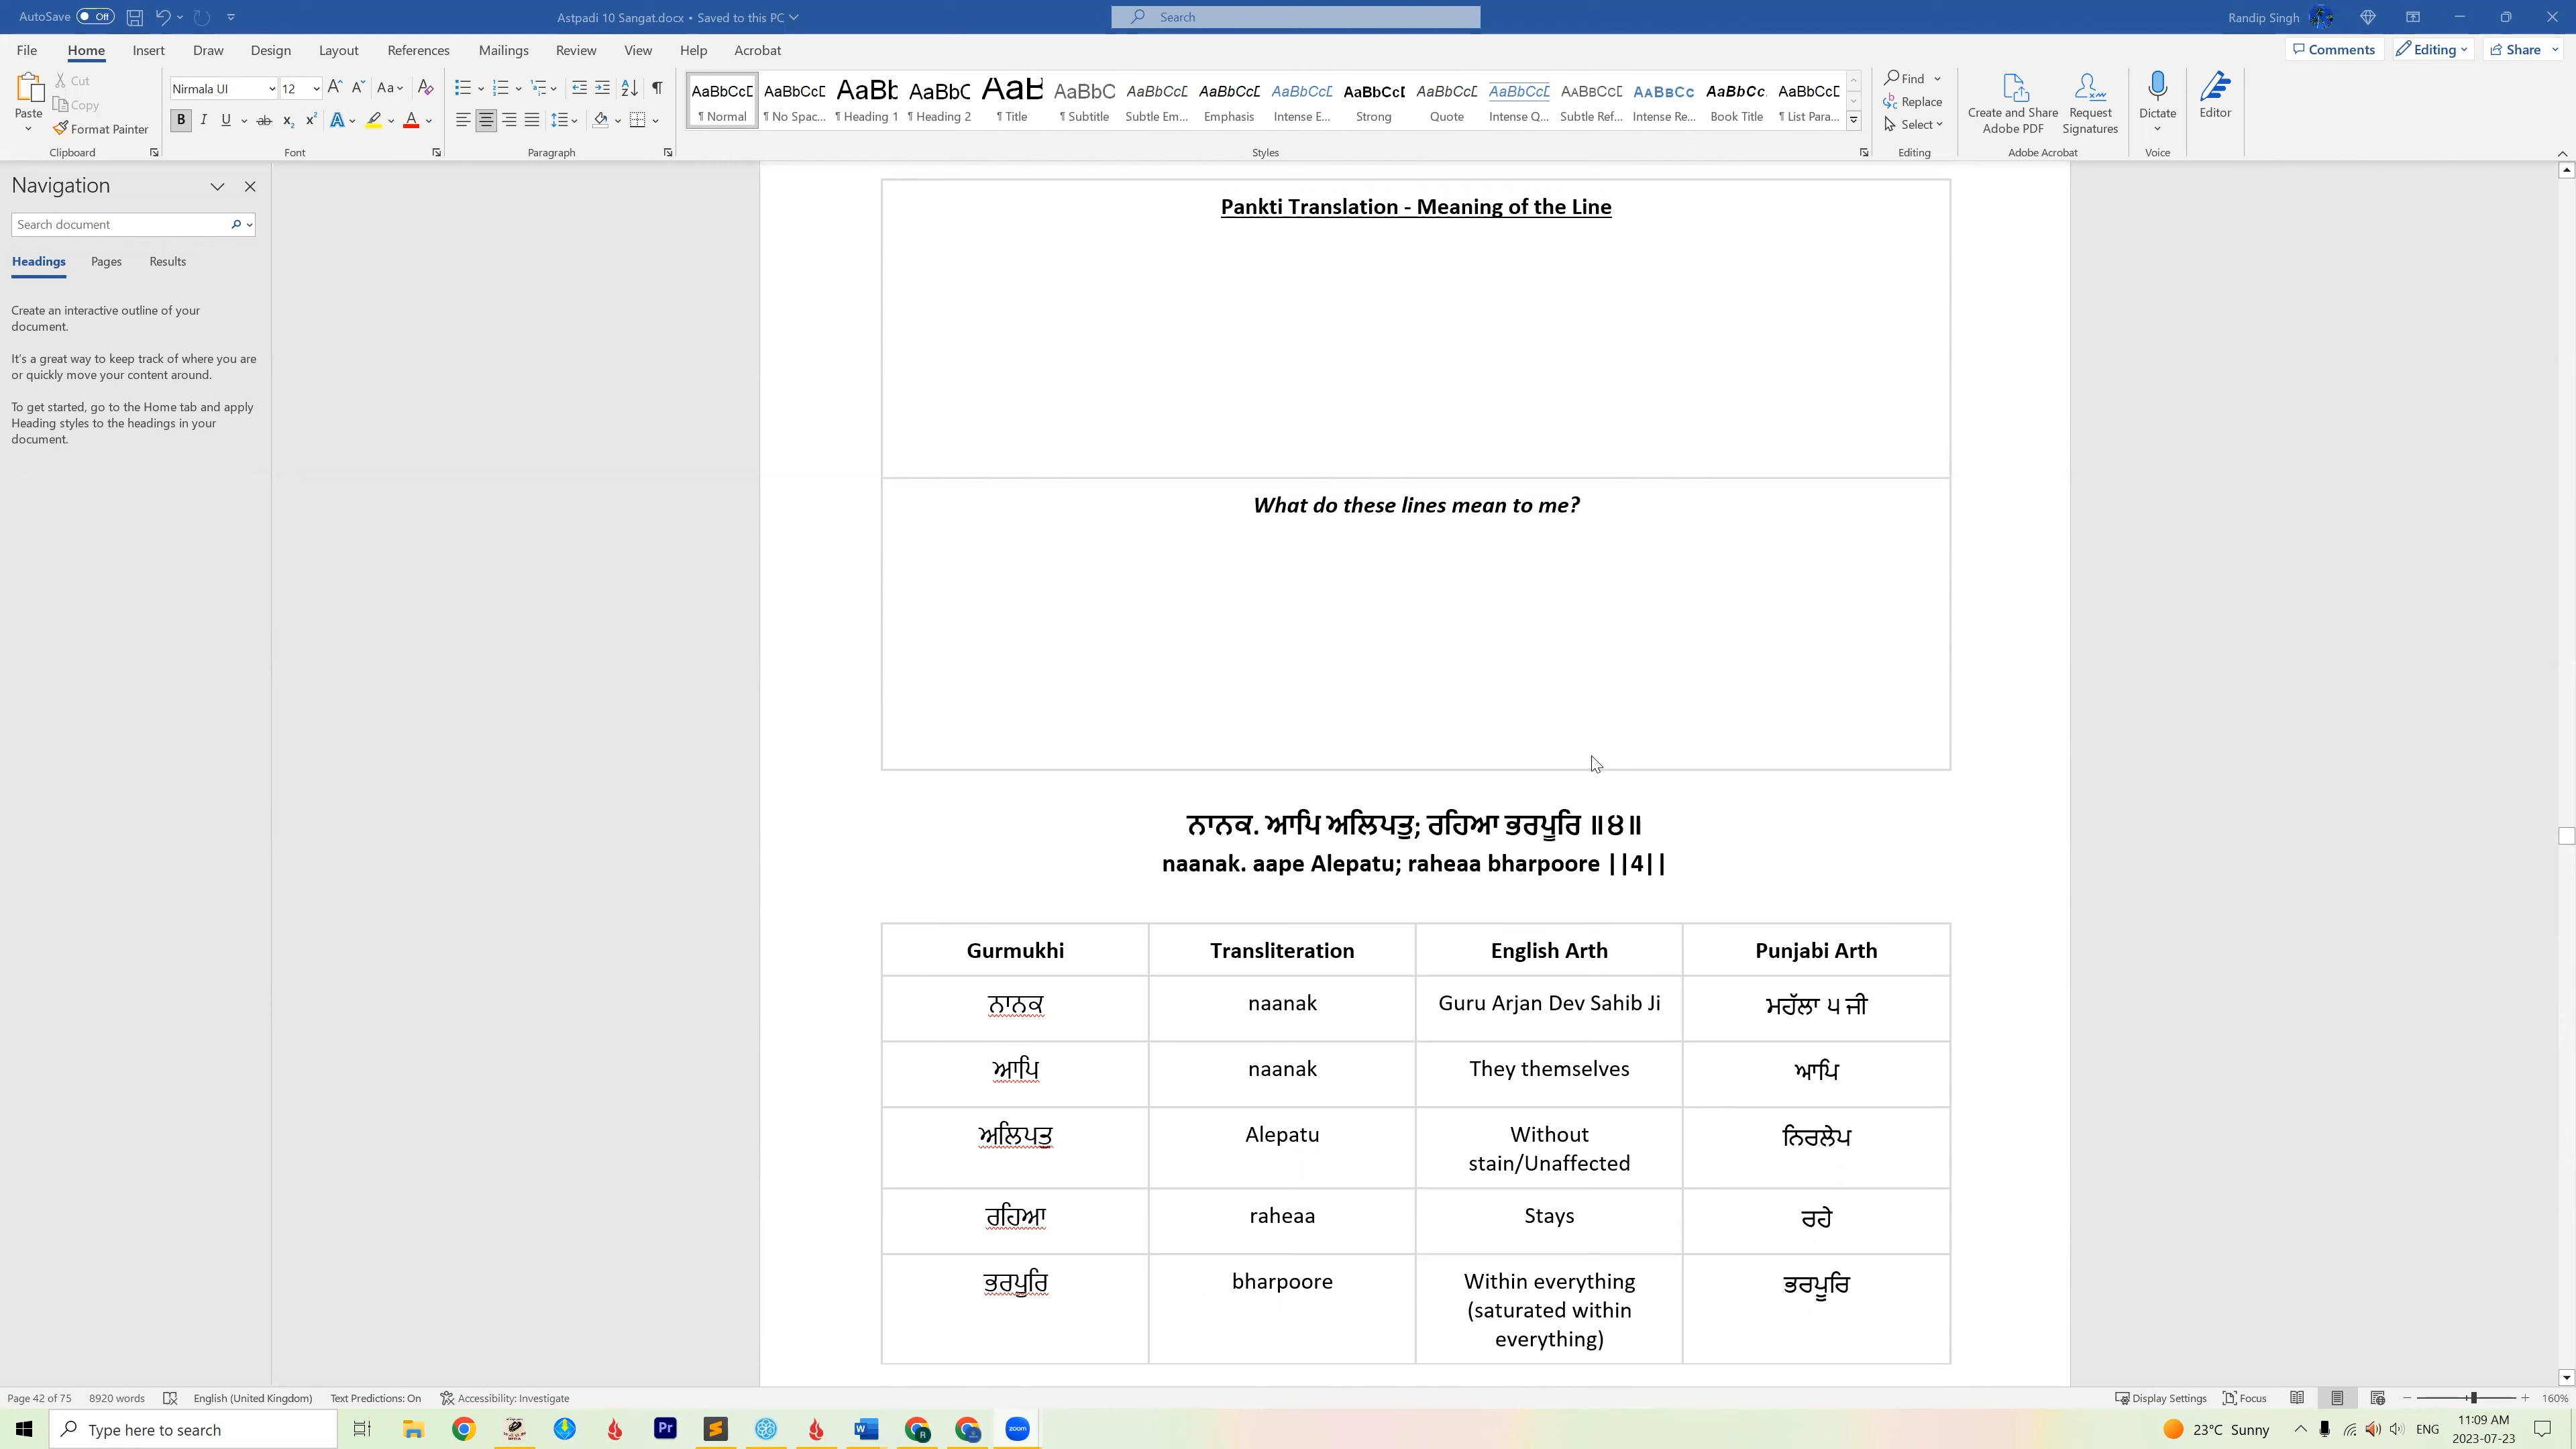 AutoSave Off Astpadi 10 Sangat.docx • Saved to this PC Search Randip Singh
File Home Insert Draw Design Layout References Mailings Review View Help Acrobat Comments Editing Share
Paste Cut Copy Format Painter
Nirmala UI 12
AaBbCcD AaBbCcD AaBb AaBbC AaB AaBbC AaBbCcD AaBbCcD AaBbCcD AaBbCcD AaBbCcD AaBbCcD AABBCCD AABBCC AaBbCc AaBbCcD
¶ Normal ¶ No Spac... ¶ Heading 1 ¶ Heading 2 ¶ Title ¶ Subtitle Subtle Em... Emphasis Intense E... Strong Quote Intense Q... Subtle Ref... Intense Re... Book Title ¶ List Para...
Find Replace Select
Create and Share Adobe PDF Request Signatures Dictate Editor
Clipboard Font Paragraph Styles Editing Adobe Acrobat Voice
Navigation
Search document
Headings Pages Results
Create an interactive outline of your
document.
It's a great way to keep track of where you are
or quickly move your content around.
To get started, go to the Home tab and apply
Heading styles to the headings in your
document.
Pankti Translation - Meaning of the Line
What do these lines mean to me?
ਨਾਨਕ. ਆਪਿ ਅਲਿਪਤੁ; ਰਹਿਆ ਭਰਪੂਰਿ ॥੪॥
naanak. aape Alepatu; raheaa bharpoore ||4||
Gurmukhi Transliteration English Arth Punjabi Arth
ਨਾਨਕ naanak Guru Arjan Dev Sahib Ji ਮਹੱਲਾ ੫ ਜੀ
ਆਪਿ naanak They themselves ਆਪਿ
ਅਲਿਪਤੁ Alepatu Without
stain/Unaffected ਨਿਰਲੇਪ
ਰਹਿਆ raheaa Stays ਰਹੇ
ਭਰਪੂਰਿ bharpoore Within everything
(saturated within
everything) ਭਰਪੂਰਿ
Page 42 of 75 8920 words English (United Kingdom) Text Predictions: On Accessibility: Investigate Display Settings Focus 160%
Type here to search Pr W R zoom 23°C Sunny ENG 11:09 AM
2023-07-23